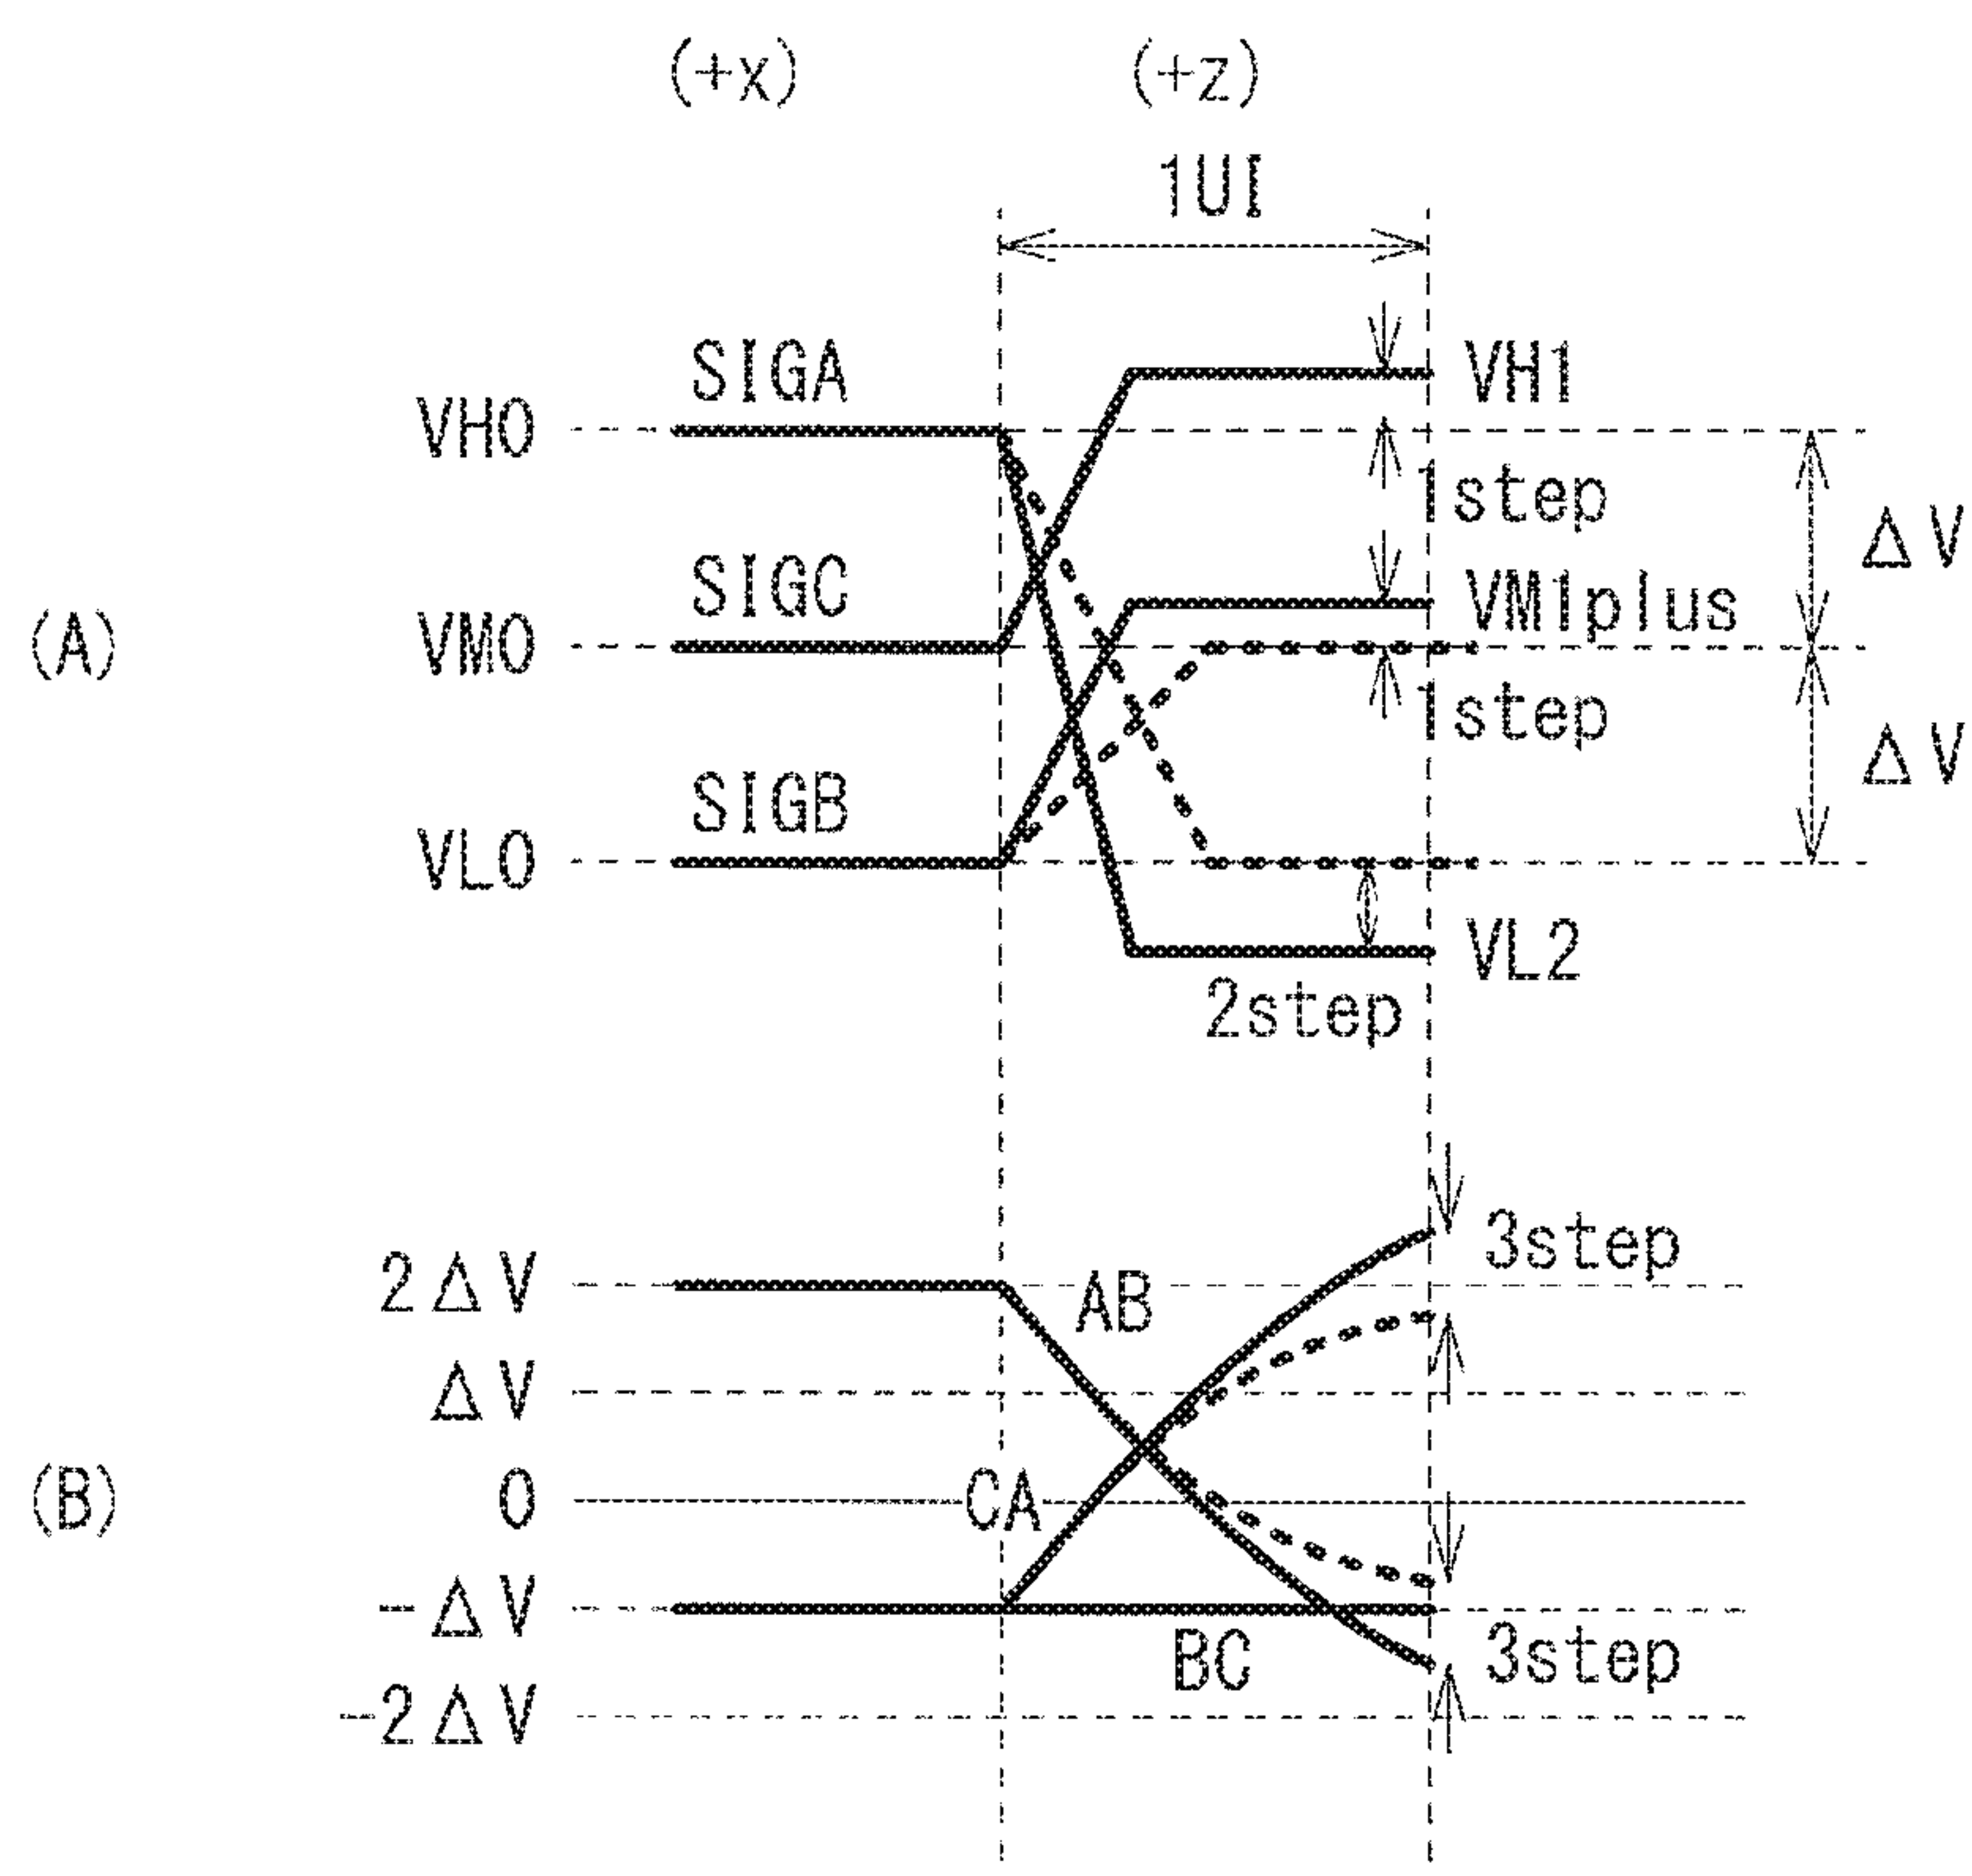 (+x) (+z)
1UI
SIGA VH1
VH0
1step
ΔV
SIGC VM1plus
(A) VM0
1step
ΔV
SIGB
VL0
VL2
2step
3step
2ΔV AB
ΔV
(B) 0 CA
-ΔV
BC 3step
-2ΔV